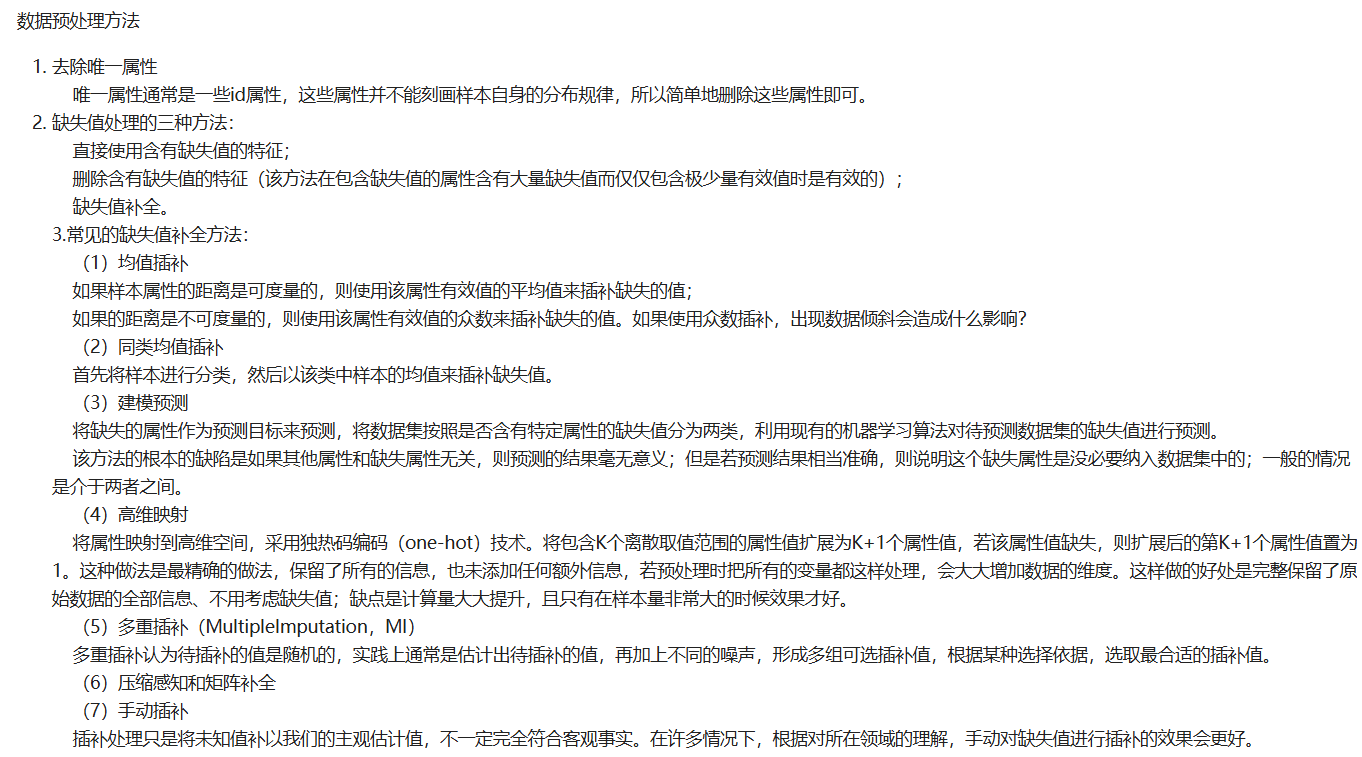 数据预处理方法
1. 去除唯一属性
唯一属性通常是一些id属性，这些属性并不能刻画样本自身的分布规律，所以简单地删除这些属性即可。
2. 缺失值处理的三种方法：
直接使用含有缺失值的特征；
删除含有缺失值的特征（该方法在包含缺失值的属性含有大量缺失值而仅仅包含极少量有效值时是有效的）；
缺失值补全。
3.常见的缺失值补全方法：
（1）均值插补
如果样本属性的距离是可度量的，则使用该属性有效值的平均值来插补缺失的值；
如果的距离是不可度量的，则使用该属性有效值的众数来插补缺失的值。如果使用众数插补，出现数据倾斜会造成什么影响？
（2）同类均值插补
首先将样本进行分类，然后以该类中样本的均值来插补缺失值。
（3）建模预测
将缺失的属性作为预测目标来预测，将数据集按照是否含有特定属性的缺失值分为两类，利用现有的机器学习算法对待预测数据集的缺失值进行预测。
该方法的根本的缺陷是如果其他属性和缺失属性无关，则预测的结果毫无意义；但是若预测结果相当准确，则说明这个缺失属性是没必要纳入数据集中的；一般的情况
是介于两者之间。
（4）高维映射
将属性映射到高维空间，采用独热码编码（one-hot）技术。将包含K个离散取值范围的属性值扩展为K+1个属性值，若该属性值缺失，则扩展后的第K+1个属性值置为
1。这种做法是最精确的做法，保留了所有的信息，也未添加任何额外信息，若预处理时把所有的变量都这样处理，会大大增加数据的维度。这样做的好处是完整保留了原
始数据的全部信息、不用考虑缺失值；缺点是计算量大大提升，且只有在样本量非常大的时候效果才好。
（5）多重插补（MultipleImputation，MI）
多重插补认为待插补的值是随机的，实践上通常是估计出待插补的值，再加上不同的噪声，形成多组可选插补值，根据某种选择依据，选取最合适的插补值。
（6）压缩感知和矩阵补全
（7）手动插补
插补处理只是将未知值补以我们的主观估计值，不一定完全符合客观事实。在许多情况下，根据对所在领域的理解，手动对缺失值进行插补的效果会更好。